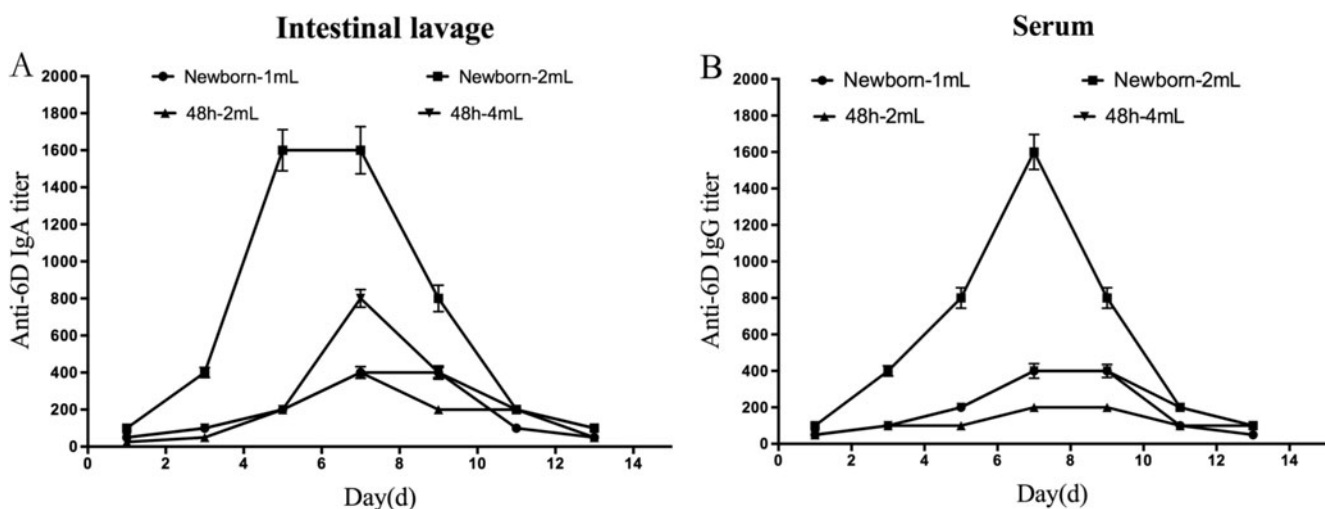 Intestinal lavage
A
Newborn-1mL
Newborn-2mL
48h-2mL
48h-4mL
Anti-6D IgA titer
2000
1800
1600
1400
1200
1000
800
600
400
200
0
0 2 4 6 8 10 12 14
Day(d)
Serum
B
Newborn-1mL
Newborn-2mL
48h-2mL
48h-4mL
Anti-6D IgG titer
2000
1800
1600
1400
1200
1000
800
600
400
200
0
0 2 4 6 8 10 12 14
Day(d)